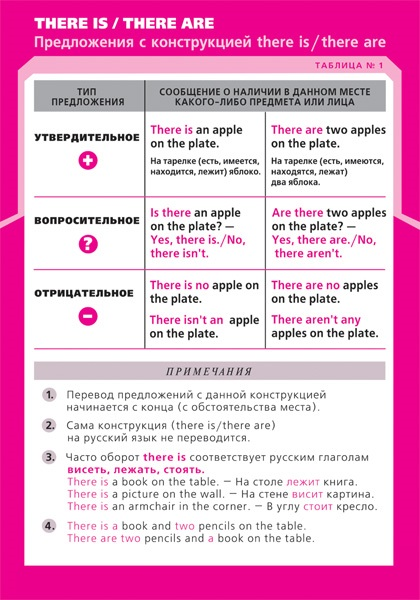 THERE IS / THERE ARE
Предложения с конструкцией there is / there are
ТАБЛИЦА № 1
ТИП
ПРЕДЛОЖЕНИЯ
СООБЩЕНИЕ О НАЛИЧИИ В ДАННОМ МЕСТЕ
КАКОГО-ЛИБО ПРЕДМЕТА ИЛИ ЛИЦА
УТВЕРДИТЕЛЬНОЕ
+
There is an apple
on the plate.
На тарелке (есть, имеется,
находится, лежит) яблоко.
There are two apples
on the plate.
На тарелке (есть, имеются,
находятся, лежат)
два яблока.
ВОПРОСИТЕЛЬНОЕ
?
Is there an apple
on the plate? —
Yes, there is./No,
there isn't.
Are there two apples
on the plate? —
Yes, there are./No,
there aren't.
ОТРИЦАТЕЛЬНОЕ
−
There is no apple on
the plate.
There isn't an apple
on the plate.
There are no apples
on the plate.
There aren't any
apples on the plate.
ПРИМЕЧАНИЯ
1. Перевод предложений с данной конструкцией
начинается с конца (с обстоятельства места).
2. Сама конструкция (there is/there are)
на русский язык не переводится.
3. Часто оборот there is соответствует русским глаголам
висеть, лежать, стоять.
There is a book on the table. — На столе лежит книга.
There is a picture on the wall. — На стене висит картина.
There is an armchair in the corner. — В углу стоит кресло.
4. There is a book and two pencils on the table.
There are two pencils and a book on the table.